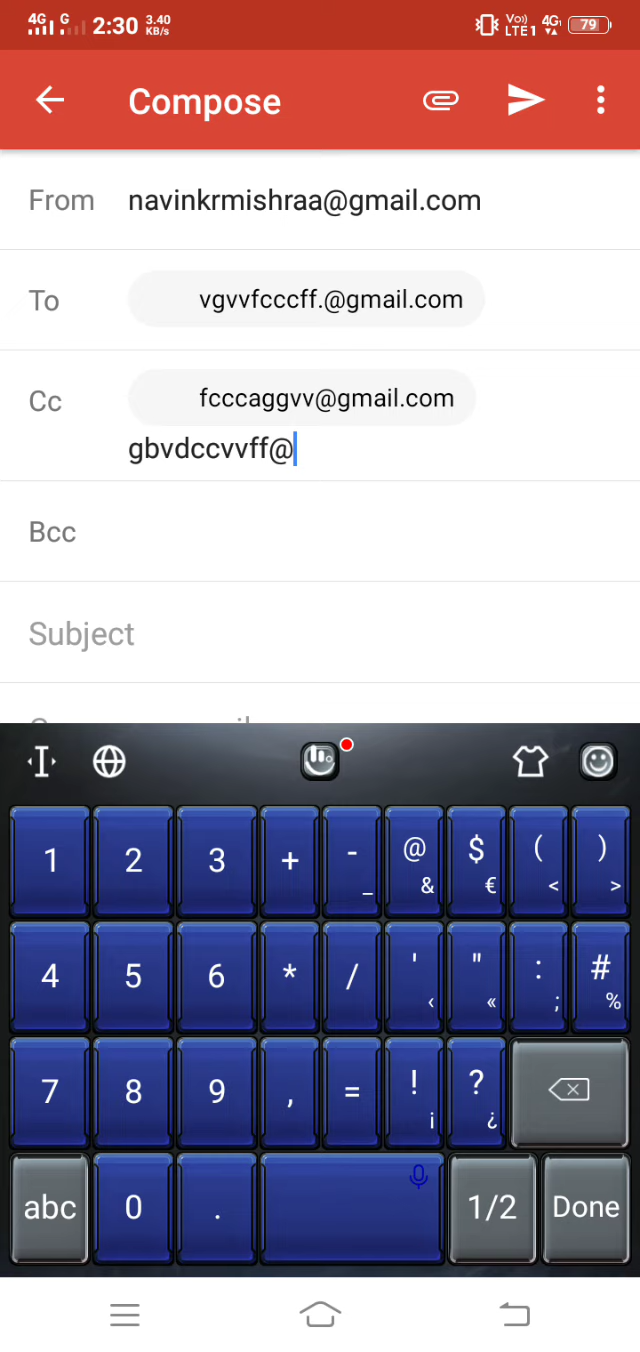 4G G 2:30 3.40 KB/s Vo) LTE1 4G 79
Compose
From navinkrmishraa@gmail.com
To vgvvfcccff.@gmail.com
Cc fcccaggvv@gmail.com
gbvdccvvff@
Bcc
Subject
1 2 3 + - _ @ & $ € ( < ) >
4 5 6 * / ' ‹ " « : ; # %
7 8 9 , = ! ¡ ? ¿
abc 0 . 1/2 Done